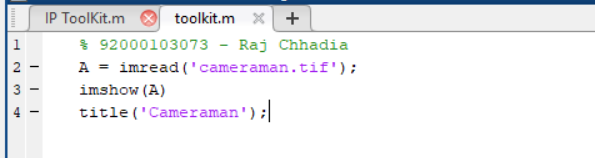 IP ToolKit.m toolkit.m
1 % 92000103073 - Raj Chhadia
2 - A = imread('cameraman.tif');
3 - imshow(A)
4 - title('Cameraman');